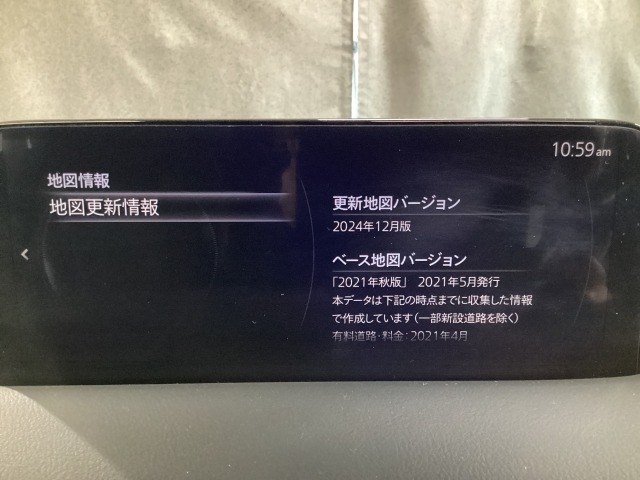 10:59 am
地図情報
地図更新情報
更新地図バージョン
2024年12月版
ベース地図バージョン
「2021年秋版」 2021年5月発行
本データは下記の時点までに収集した情報
で作成しています(一部新設道路を除く)
有料道路・料金：2021年4月